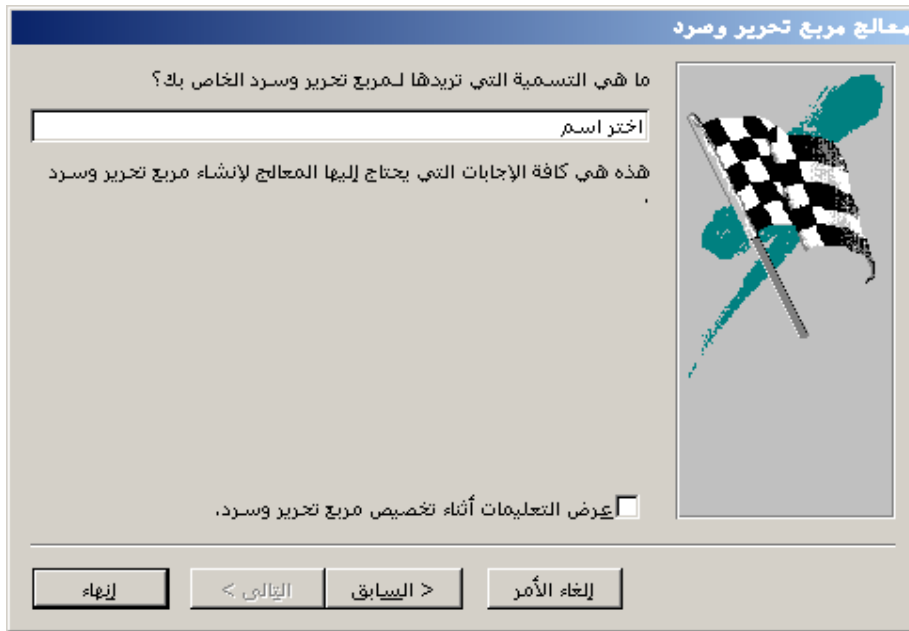 معالج مربع تحرير وسرد
ما هي التسمية التي تريدها لـمربع تحرير وسرد الخاص بك؟
اختر اسم
هذه هي كافة الإجابات التي يحتاج إليها المعالج لإنشاء مربع تحرير وسرد
.
عرض التعليمات أثناء تخصيص مربع تحرير وسرد.
إلغاء الأمر
< السابق
التالي >
إنهاء